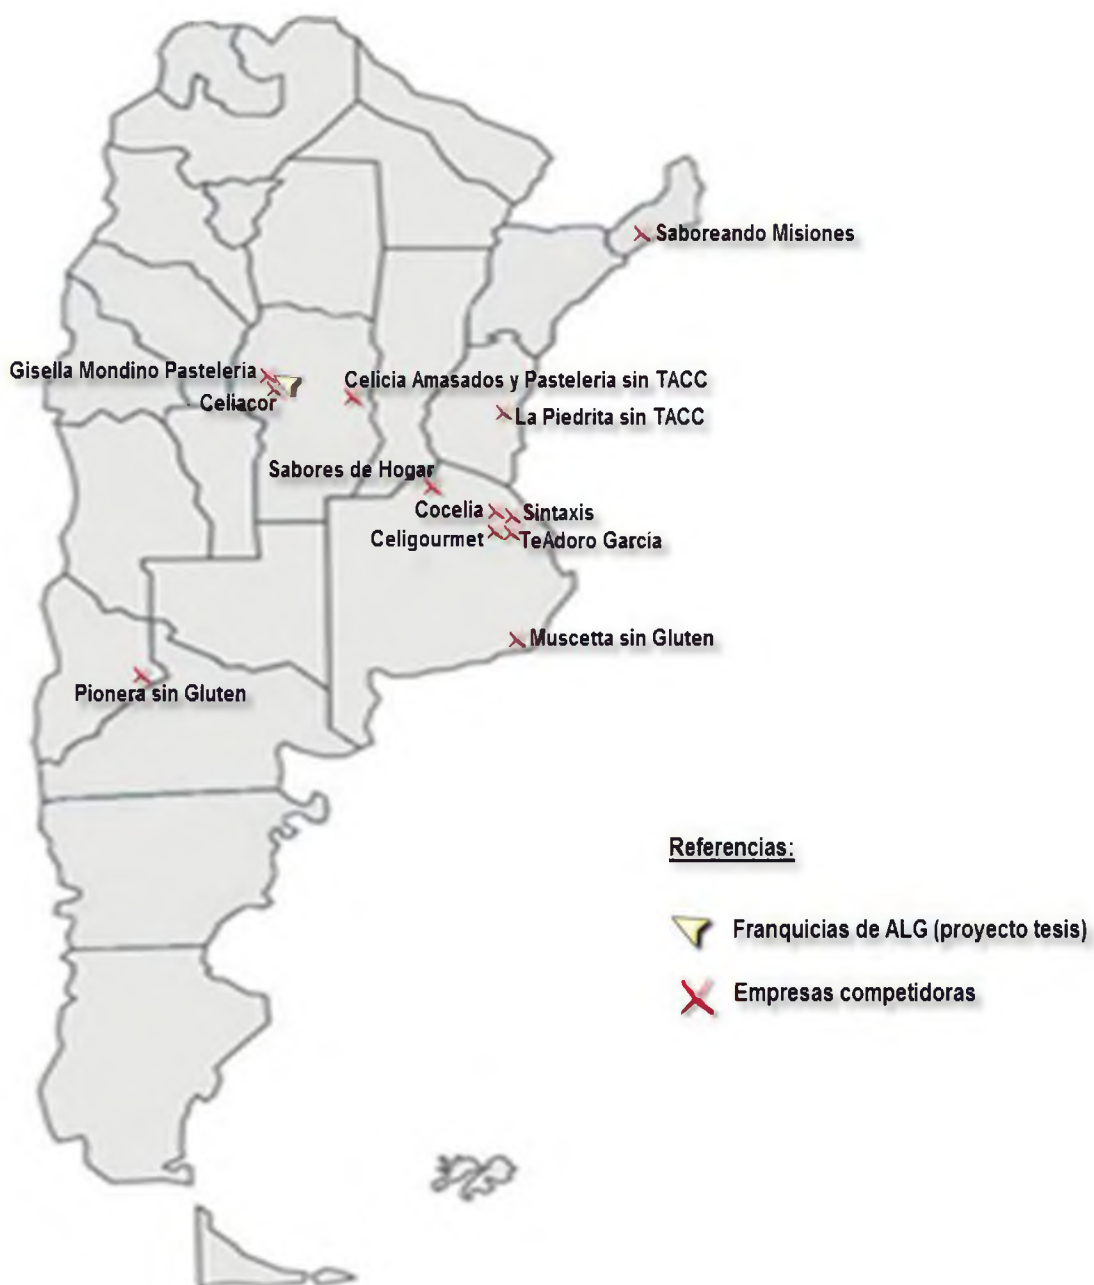 Saboreando Misiones
Gisella Mondino Pastelería
Celiacor
Celicia Amasados y Pasteleria sin TACC
La Piedrita sin TACC
Sabores de Hogar
Cocelia
Sintaxis
Celigourmet
TeAdoro García
Muscetta sin Gluten
Pionera sin Gluten
Referencias:
Franquicias de ALG (proyecto tesis)
Empresas competidoras